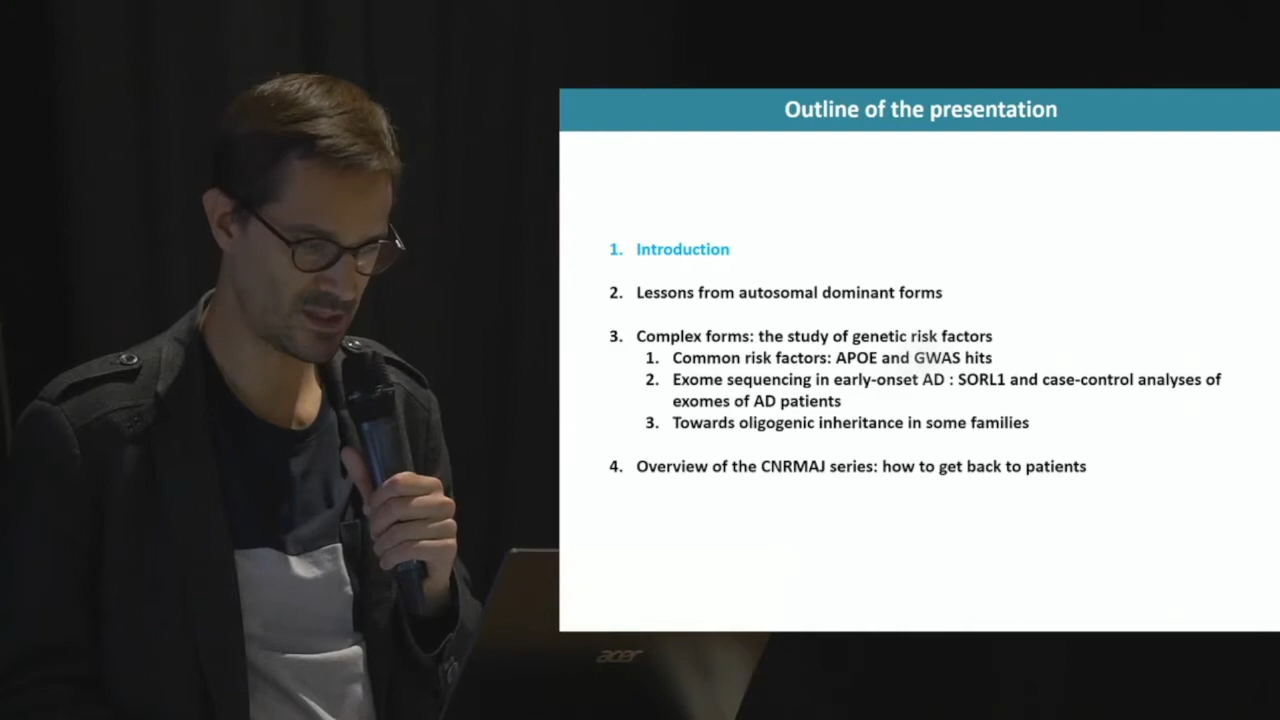 Outline of the presentation
1. Introduction
2. Lessons from autosomal dominant forms
3. Complex forms: the study of genetic risk factors
1. Common risk factors: APOE and GWAS hits
2. Exome sequencing in early-onset AD : SORL1 and case-control analyses of
exomes of AD patients
3. Towards oligogenic inheritance in some families
4. Overview of the CNRMAJ series: how to get back to patients
acer